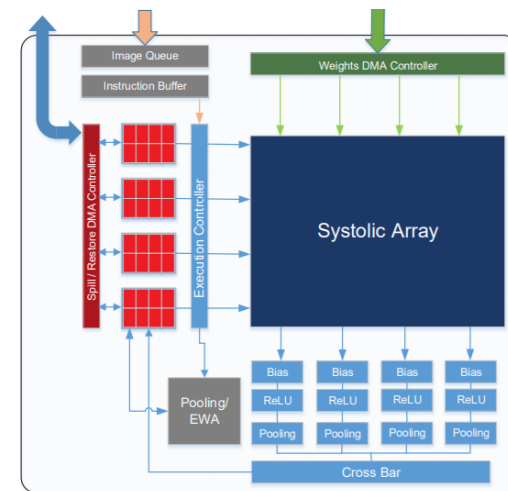 Image Queue
Weights DMA Controller
Instruction Buffer
Spill / Restore DMA Controller
Execution Controller
Systolic Array
Bias
Bias
Bias
Bias
ReLU
ReLU
ReLU
ReLU
Pooling/
EWA
Pooling
Pooling
Pooling
Pooling
Cross Bar